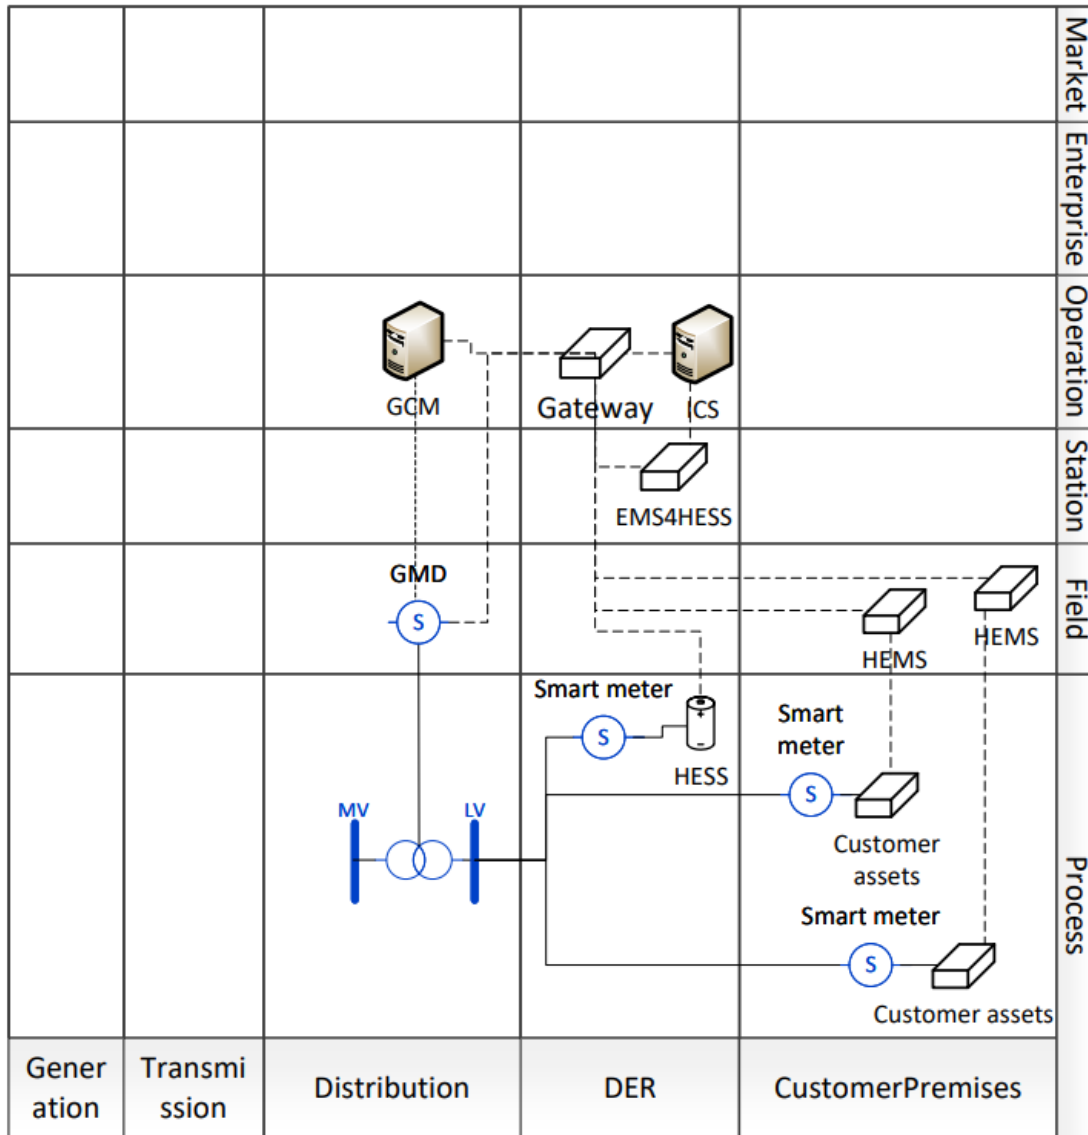 Market
Enterprise
Operation
GCM
Gateway
ICS
Station
EMS4HESS
Field
GMD
S
HEMS
HEMS
Process
Smart meter
S
HESS
Smart
meter
S
MV
LV
Customer
assets
Smart meter
S
Customer assets
Gener
ation
Transmi
ssion
Distribution
DER
CustomerPremises